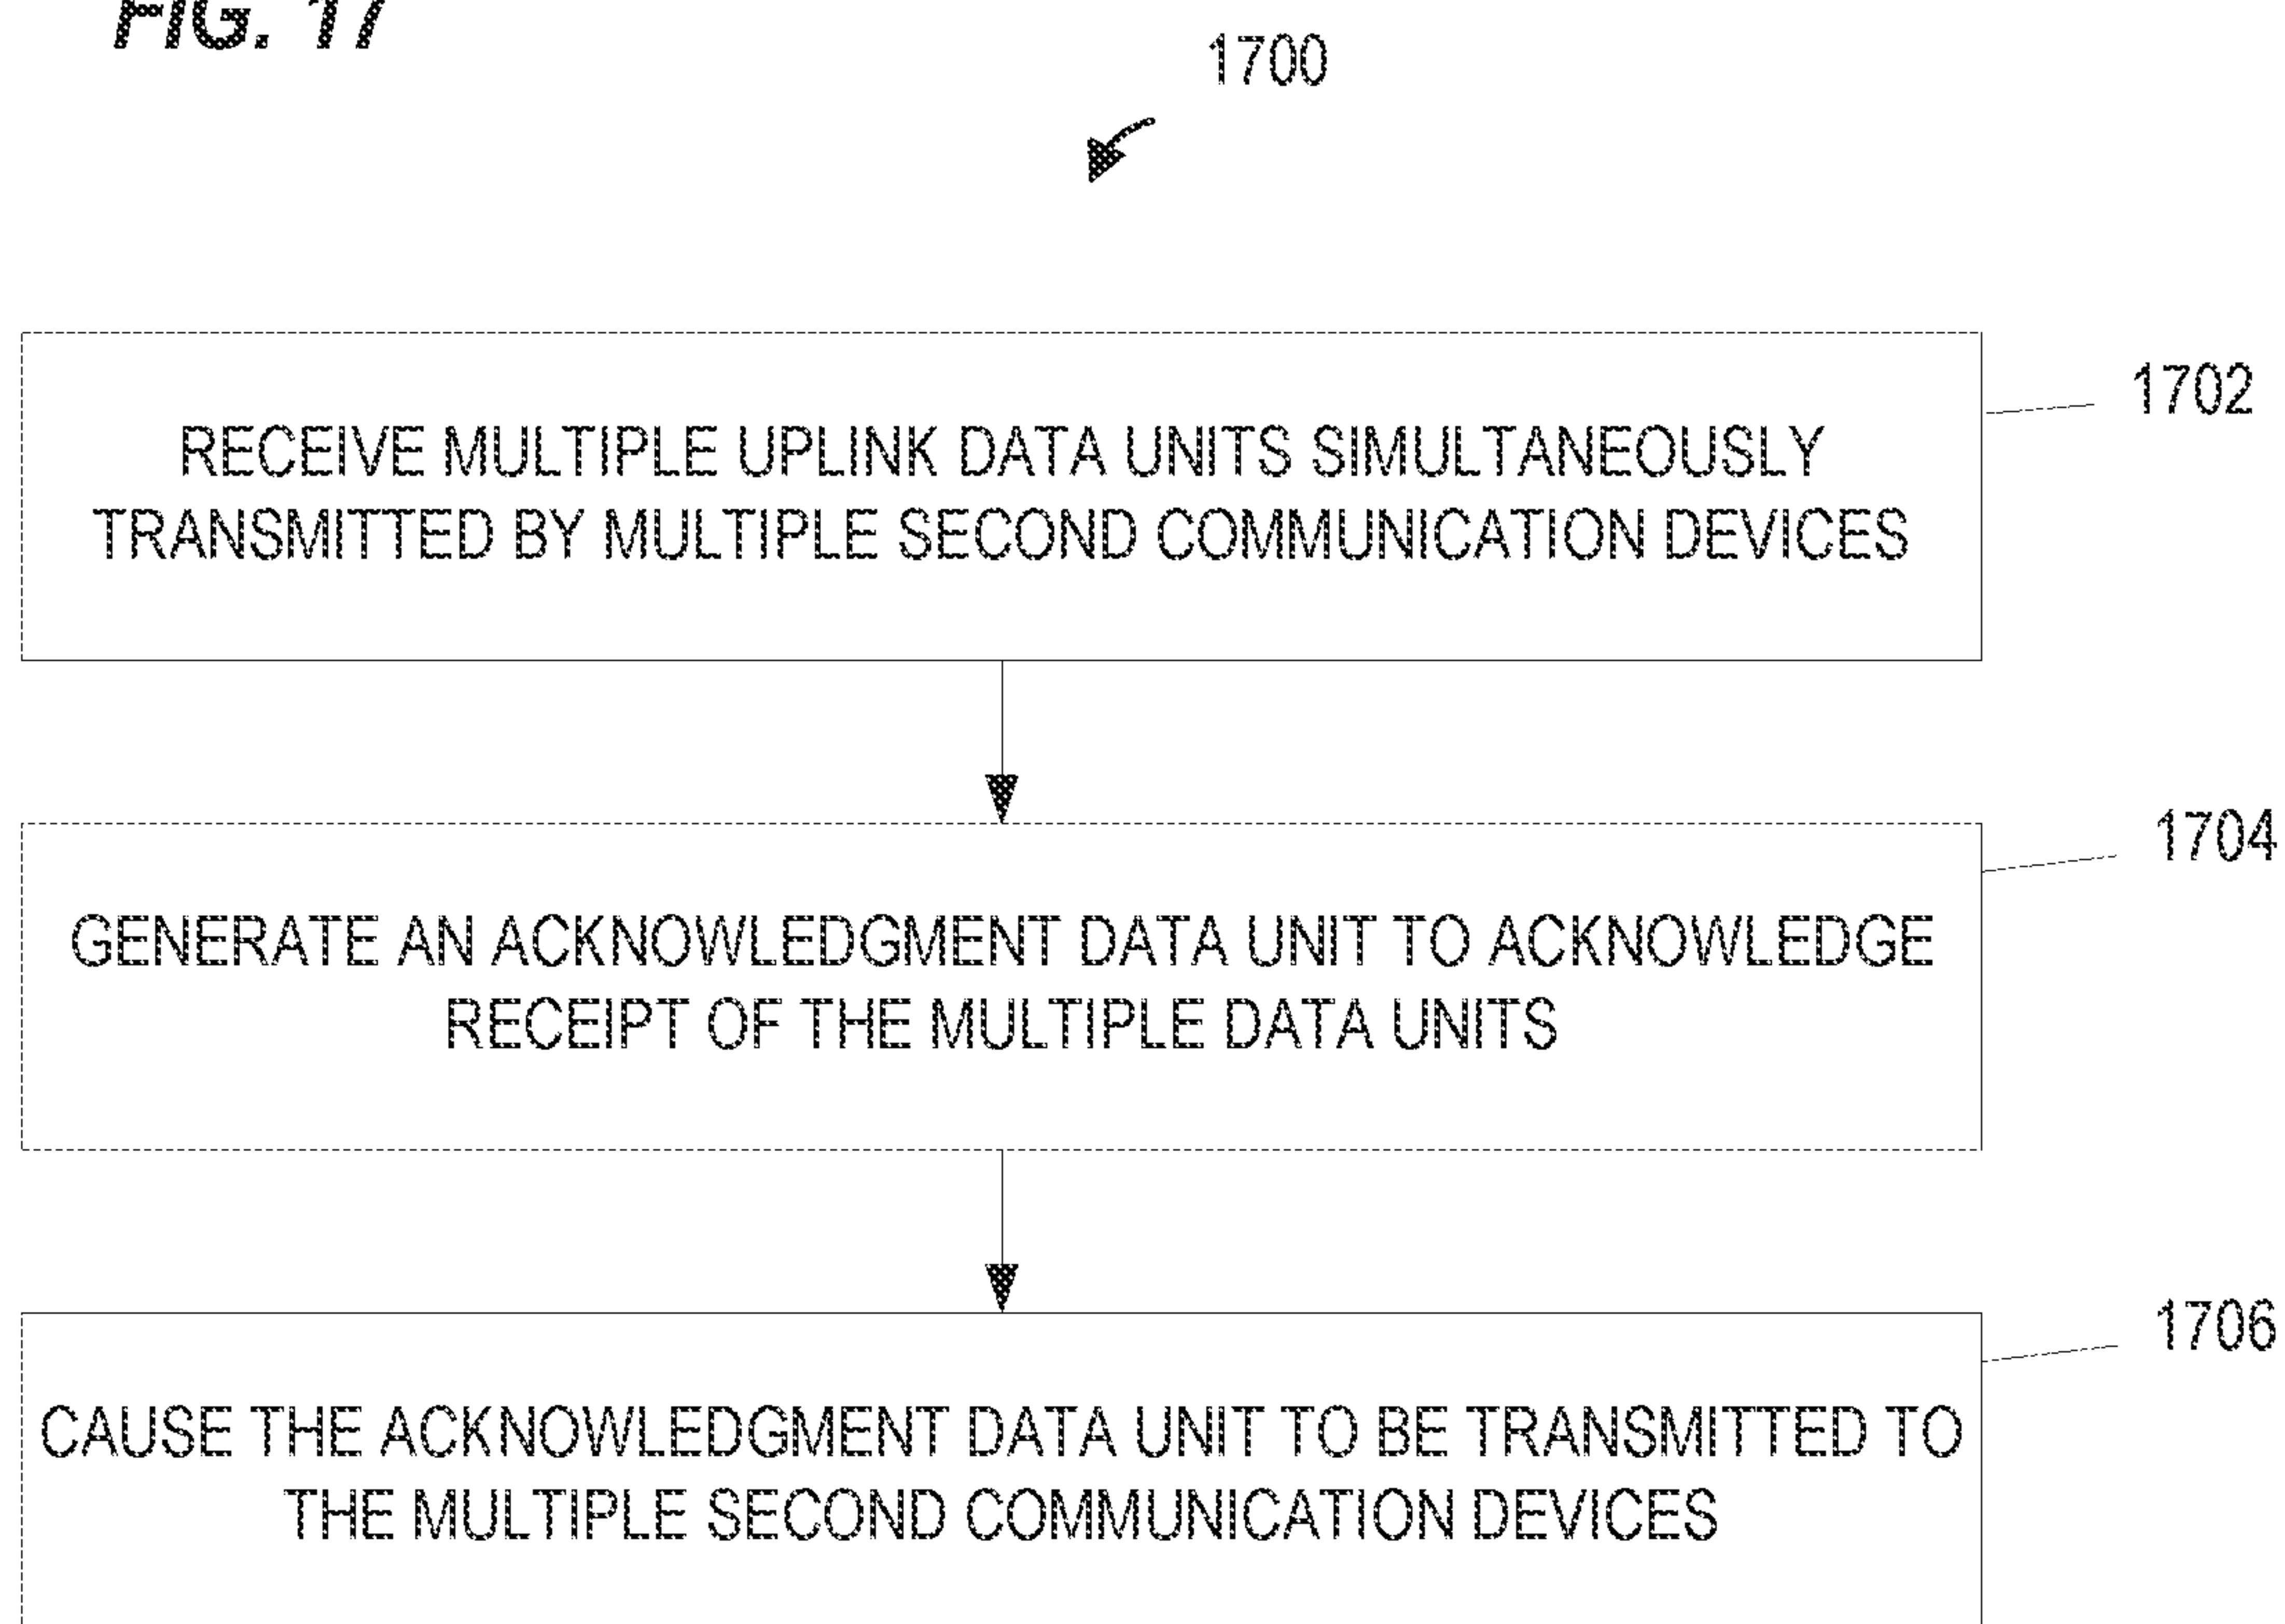 FIG. 17
1700
RECEIVE MULTIPLE UPLINK DATA UNITS SIMULTANEOUSLY
TRANSMITTED BY MULTIPLE SECOND COMMUNICATION DEVICES
1702
GENERATE AN ACKNOWLEDGMENT DATA UNIT TO ACKNOWLEDGE
RECEIPT OF THE MULTIPLE DATA UNITS
1704
CAUSE THE ACKNOWLEDGMENT DATA UNIT TO BE TRANSMITTED TO
THE MULTIPLE SECOND COMMUNICATION DEVICES
1706